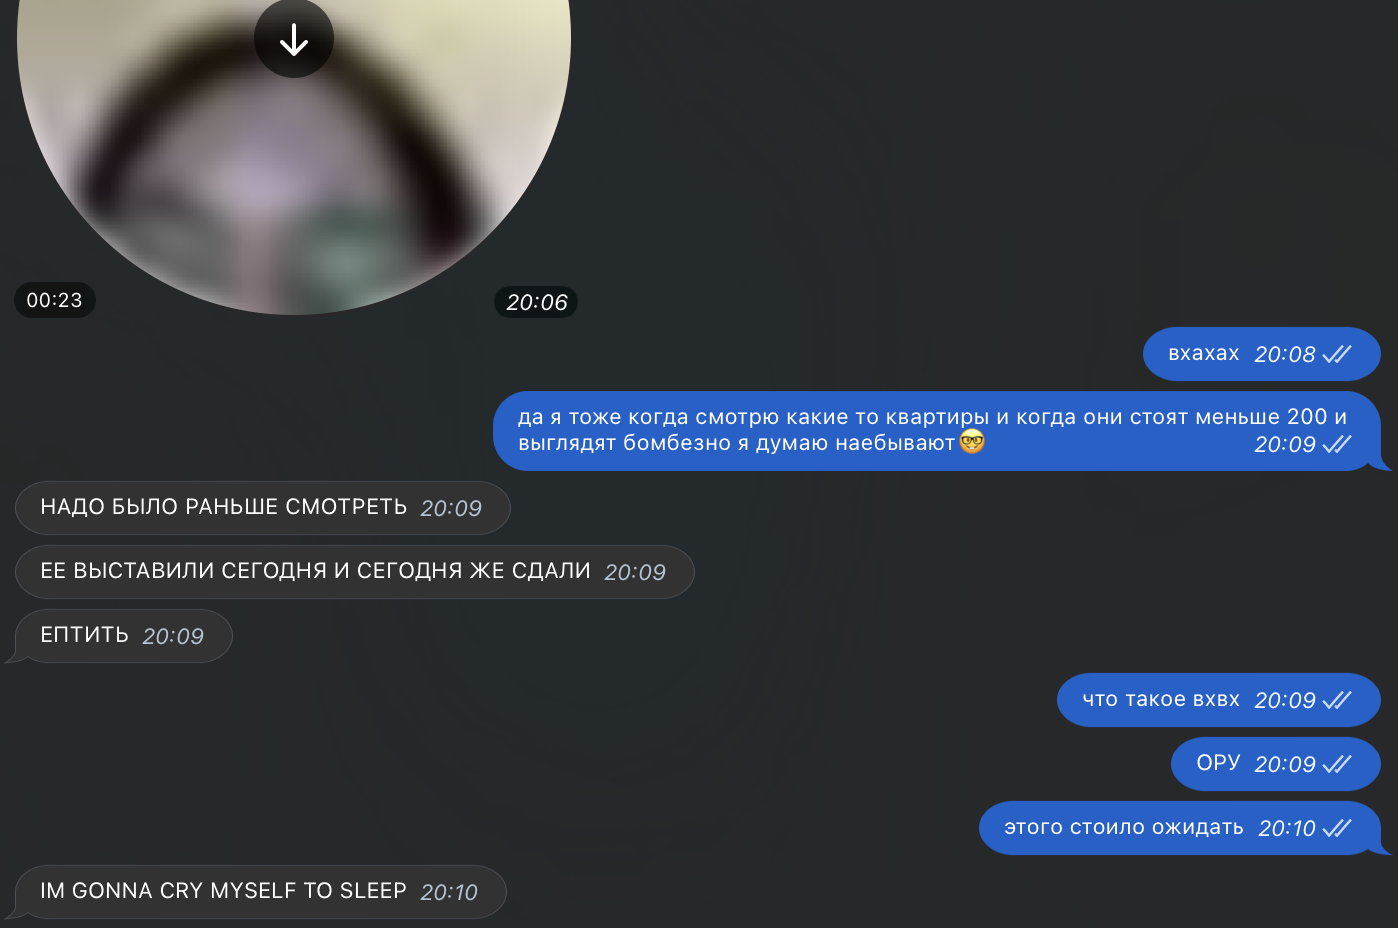 00:23
20:06
вхахах 20:08
да я тоже когда смотрю какие то квартиры и когда они стоят меньше 200 и
выглядят бомбезно я думаю наебывают🤓 20:09
НАДО БЫЛО РАНЬШЕ СМОТРЕТЬ 20:09
ЕЕ ВЫСТАВИЛИ СЕГОДНЯ И СЕГОДНЯ ЖЕ СДАЛИ 20:09
ЕПТИТЬ 20:09
что такое вхвх 20:09
ОРУ 20:09
этого стоило ожидать 20:10
IM GONNA CRY MYSELF TO SLEEP 20:10